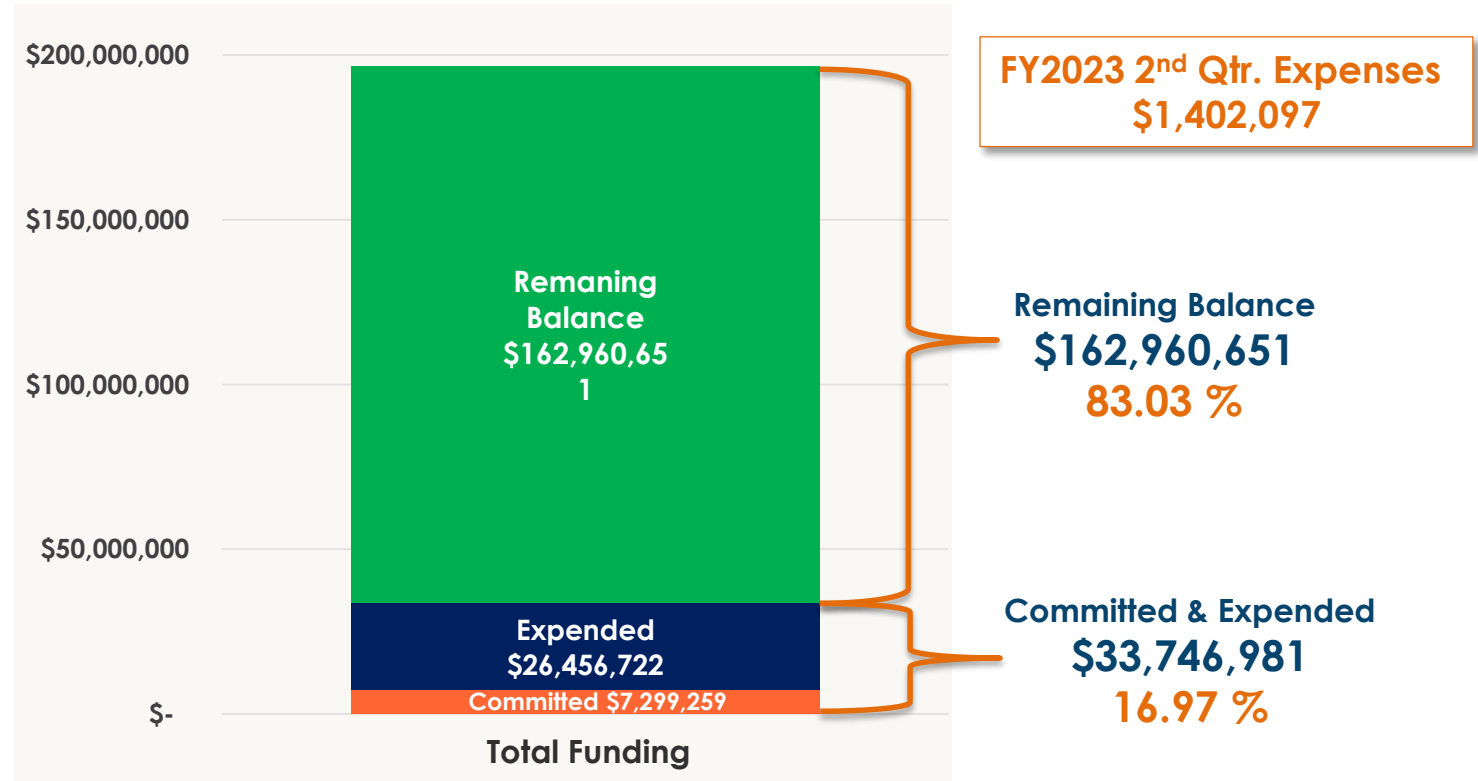 $200,000,000
$150,000,000
$100,000,000
$50,000,000
$-
Remaning
Balance
$162,960,65
1
Expended
$26,456,722
Committed $7,299,259
Total Funding
FY2023 2nd Qtr. Expenses
$1,402,097
Remaining Balance
$162,960,651
83.03 %
Committed & Expended
$33,746,981
16.97 %